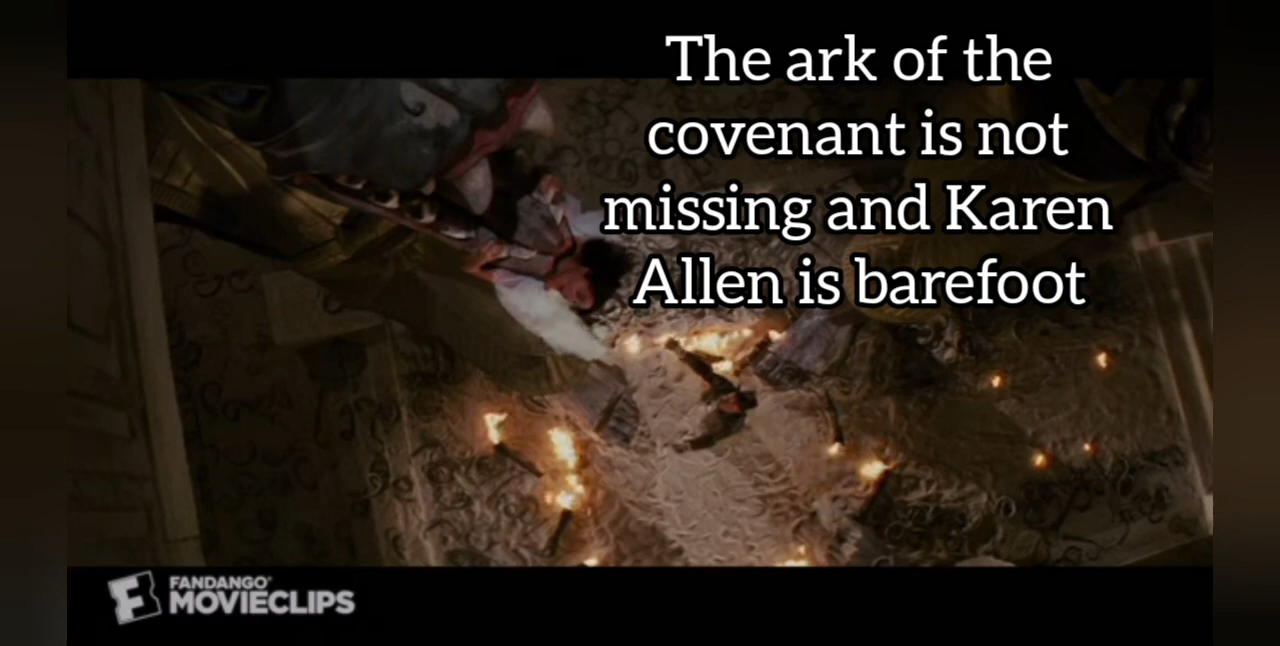 The ark of the
covenant is not
missing and Karen
Allen is barefoot
FANDANGO
MOVIECLIPS